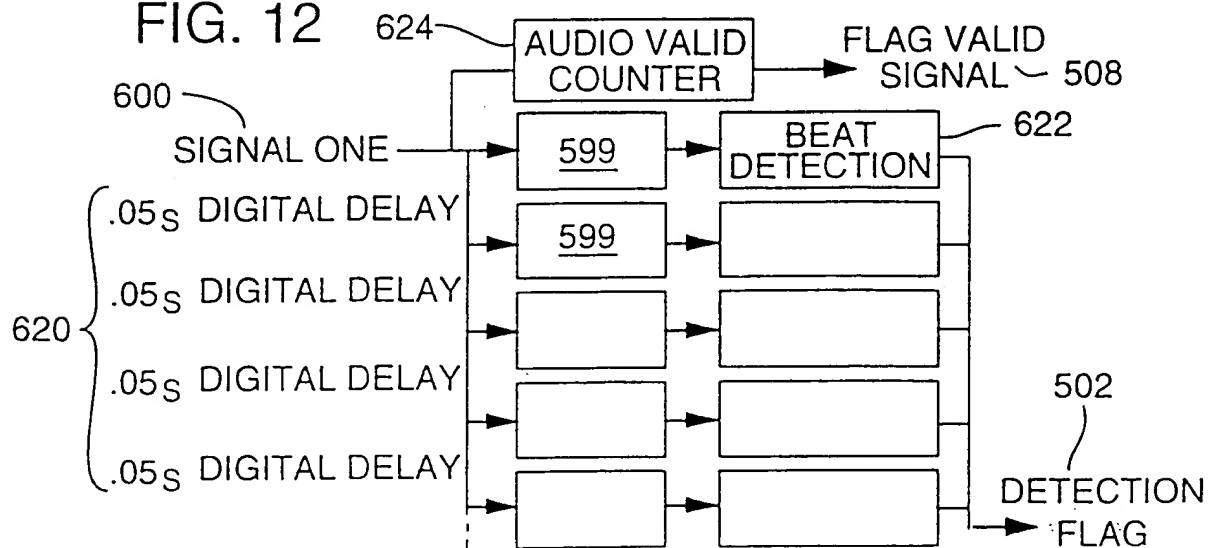 FIG. 12
624
AUDIO VALID
COUNTER
FLAG VALID
SIGNAL
508
600
SIGNAL ONE
599
BEAT
DETECTION
622
.05s DIGITAL DELAY
599
.05s DIGITAL DELAY
620
.05s DIGITAL DELAY
.05s DIGITAL DELAY
502
DETECTION
FLAG